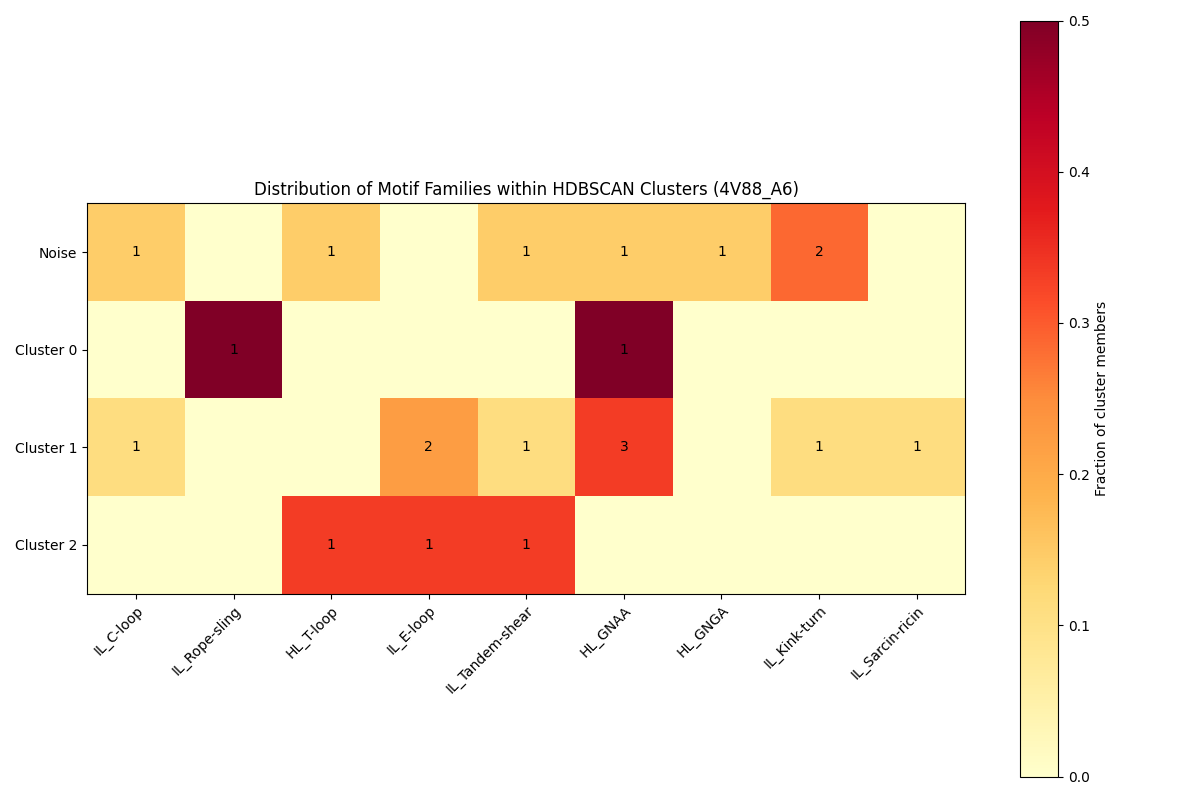 Distribution of Motif Families within HDBSCAN Clusters (4V88_A6)
Noise 1 1 1 1 1 2
Cluster 0 1 1
Cluster 1 1 2 1 3 1 1
Cluster 2 1 1 1
IL_C-loop
IL_Rope-sling
HL_T-loop
IL_E-loop
IL_Tandem-shear
HL_GNAA
HL_GNGA
IL_Kink-turn
IL_Sarcin-ricin
0.5
0.4
0.3
0.2
0.1
0.0
Fraction of cluster members